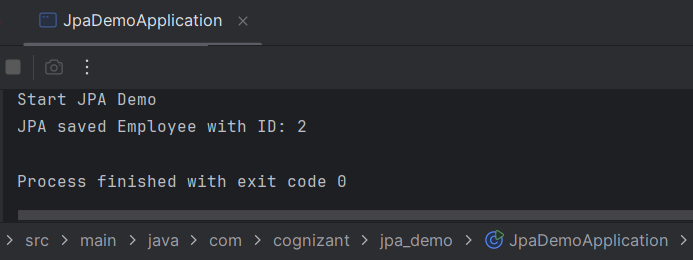 JpaDemoApplication
Start JPA Demo
JPA saved Employee with ID: 2
Process finished with exit code 0
src > main > java > com > cognizant > jpa_demo > JpaDemoApplication